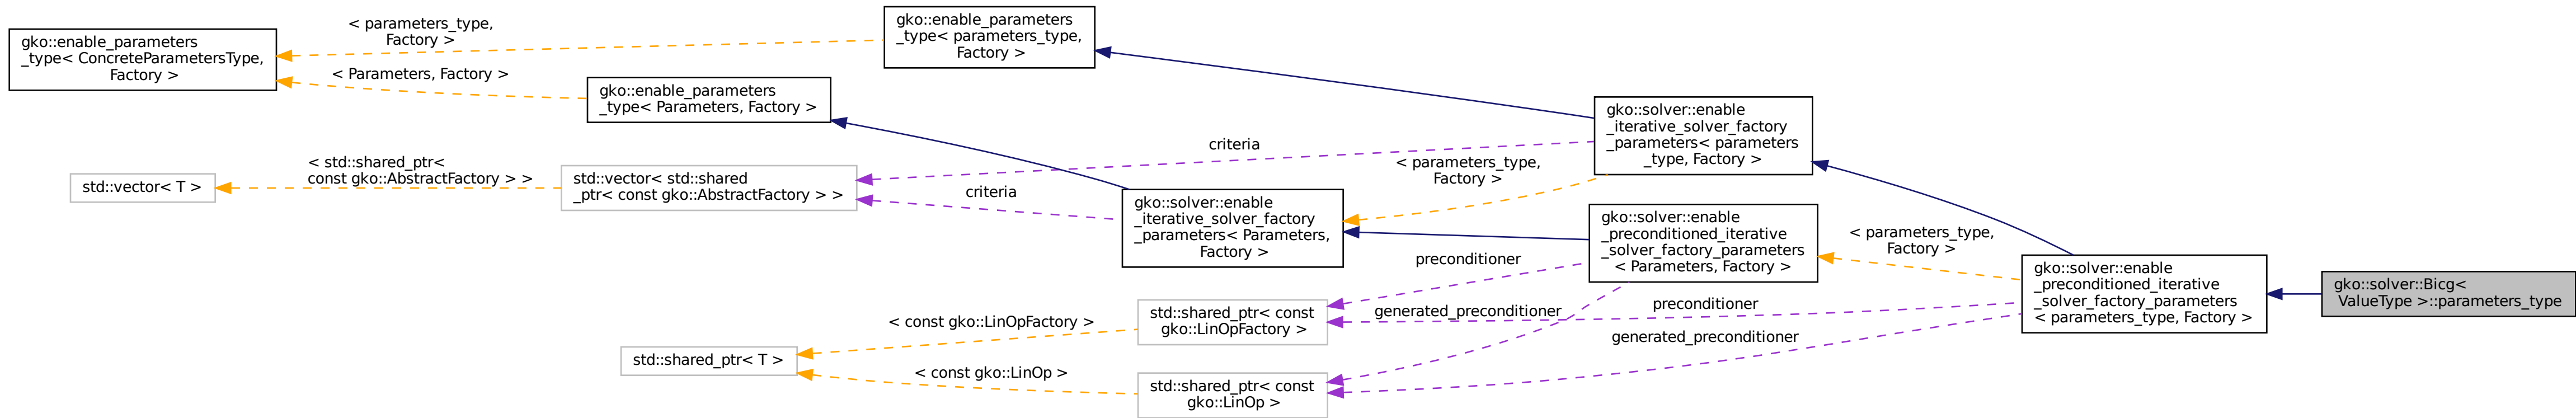 gko::enable_parameters
_type< ConcreteParametersType,
Factory >
< parameters_type,
Factory >
< Parameters, Factory >
gko::enable_parameters
_type< parameters_type,
Factory >
gko::enable_parameters
_type< Parameters, Factory >
std::vector< T >
< std::shared_ptr<
const gko::AbstractFactory > >
std::vector< std::shared
_ptr< const gko::AbstractFactory > >
criteria
criteria
gko::solver::enable
_iterative_solver_factory
_parameters< Parameters,
Factory >
< parameters_type,
Factory >
gko::solver::enable
_iterative_solver_factory
_parameters< parameters
_type, Factory >
gko::solver::enable
_preconditioned_iterative
_solver_factory_parameters
< Parameters, Factory >
< parameters_type,
Factory >
gko::solver::enable
_preconditioned_iterative
_solver_factory_parameters
< parameters_type, Factory >
gko::solver::Bicg<
ValueType >::parameters_type
preconditioner
generated_preconditioner
preconditioner
generated_preconditioner
std::shared_ptr< const
gko::LinOpFactory >
std::shared_ptr< const
gko::LinOp >
< const gko::LinOpFactory >
< const gko::LinOp >
std::shared_ptr< T >